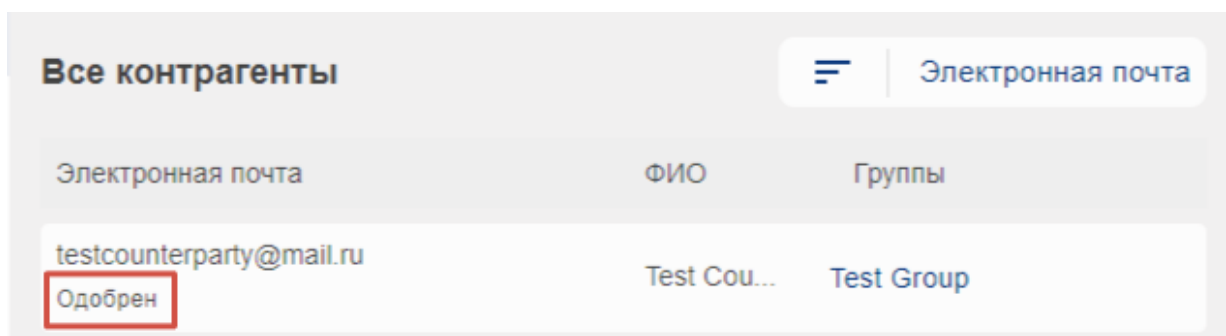 Все контрагенты
Электронная почта
Электронная почта ФИО Группы
testcounterparty@mail.ru
Одобрен
Test Cou...
Test Group